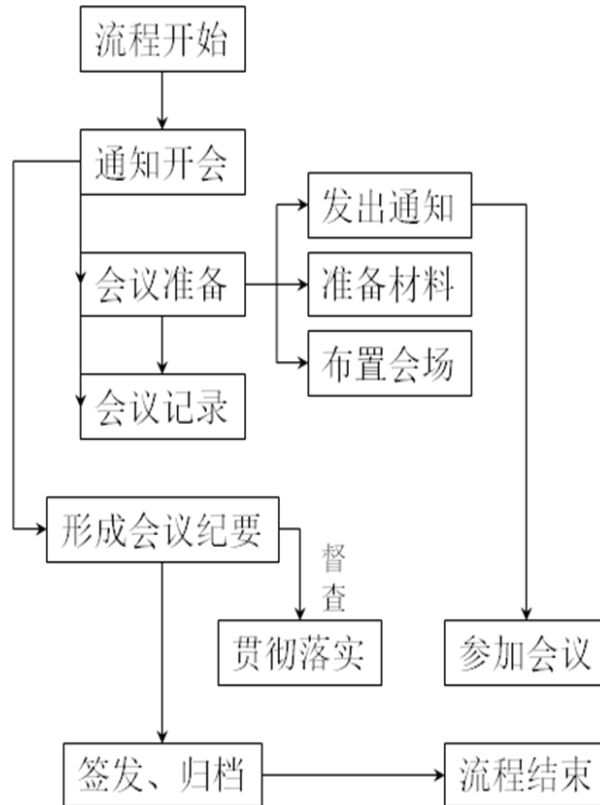 流程开始
通知开会
发出通知
会议准备
准备材料
布置会场
会议记录
形成会议纪要
督查
贯彻落实
参加会议
签发、归档
流程结束